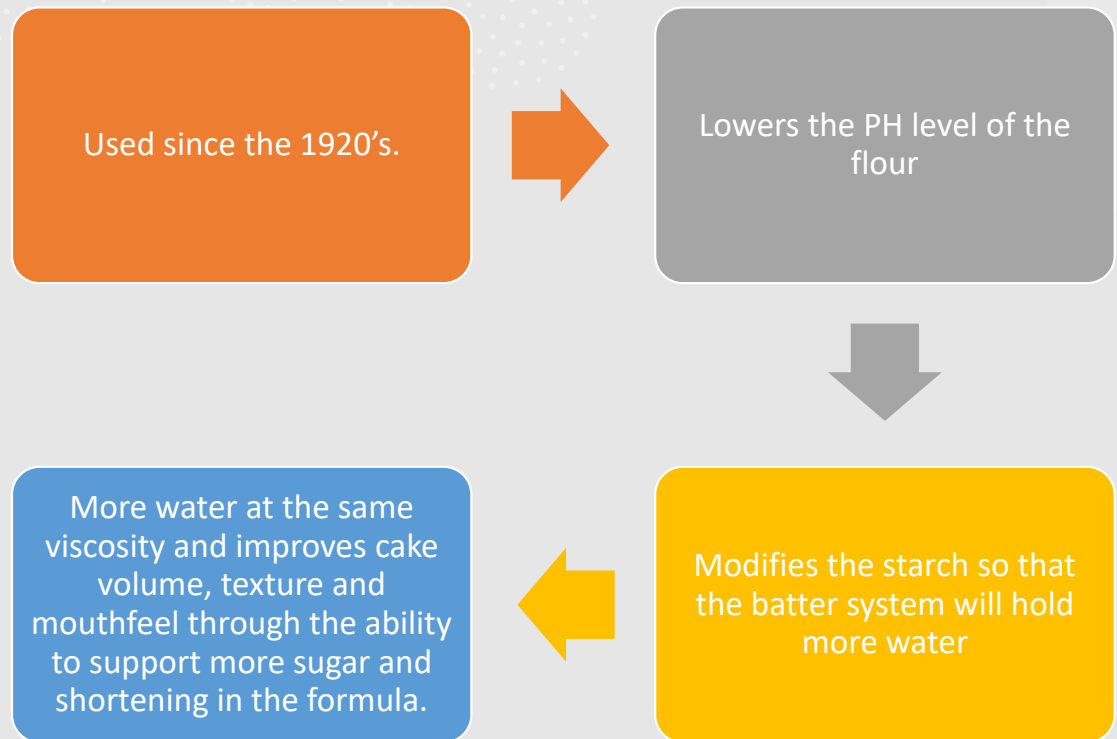 Used since the 1920’s.
Lowers the PH level of the
flour
Modifies the starch so that
the batter system will hold
more water
More water at the same
viscosity and improves cake
volume, texture and
mouthfeel through the ability
to support more sugar and
shortening in the formula.